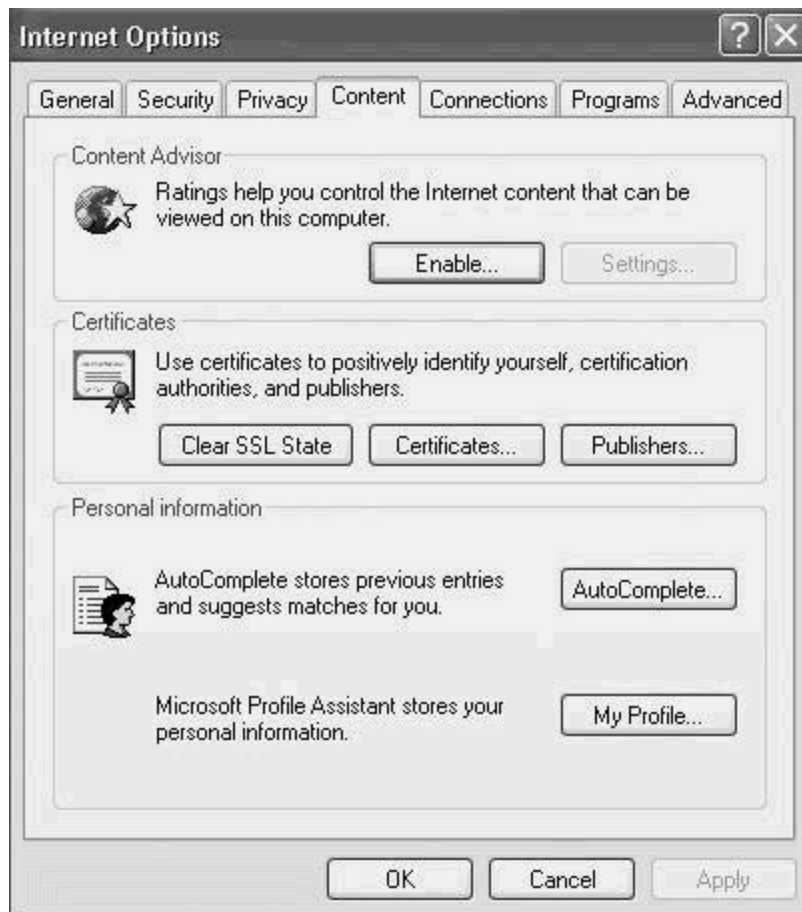 Internet Options
General Security Privacy Content Connections Programs Advanced
Content Advisor
Ratings help you control the Internet content that can be
viewed on this computer.
Enable... Settings...
Certificates
Use certificates to positively identify yourself, certification
authorities, and publishers.
Clear SSL State Certificates... Publishers...
Personal information
AutoComplete stores previous entries
and suggests matches for you.
AutoComplete...
Microsoft Profile Assistant stores your
personal information.
My Profile...
OK Cancel Apply